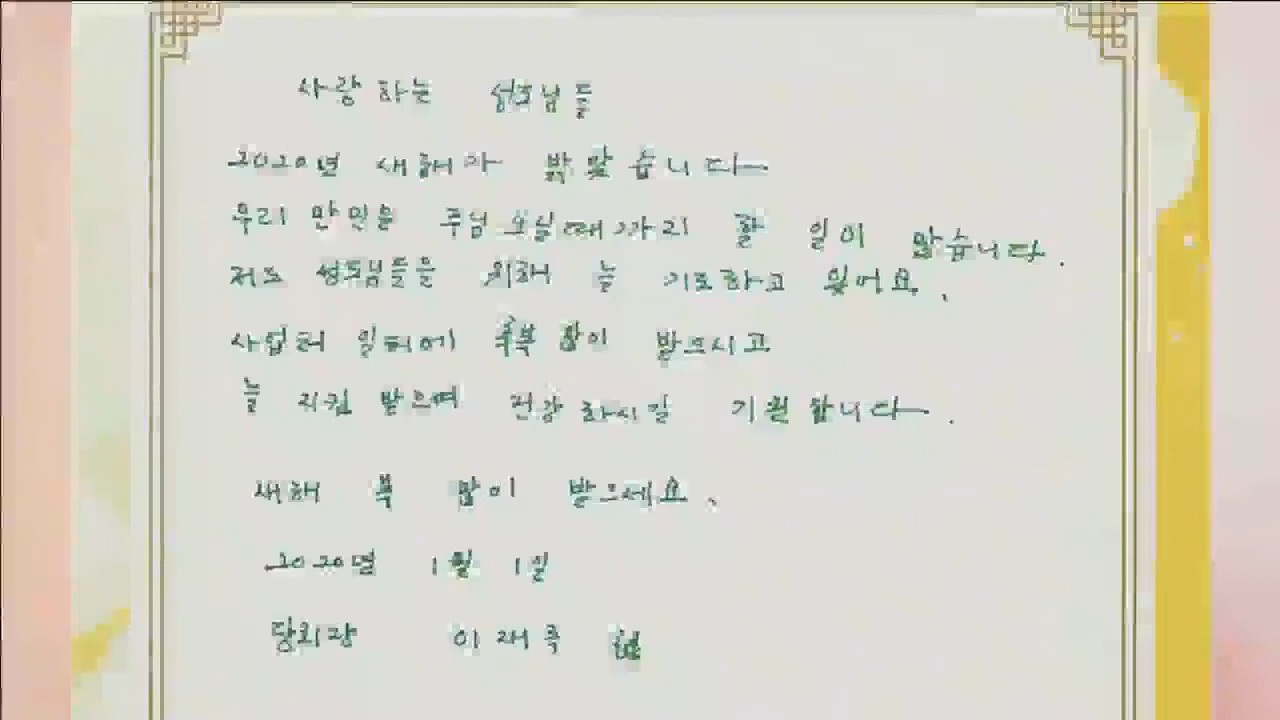 사랑하는 성도님들
2020년 새해가 밝았습니다
우리 만민은 주님 오실때까지 할 일이 많습니다.
저도 성도님들을 위해 늘 기도하고 있어요.
사업터 일터에 축복 많이 받으시고
늘 지킴 받으며 건강하시길 기원합니다.
새해 복 많이 받으세요.
2020년 1월 1일
당회장 이재록